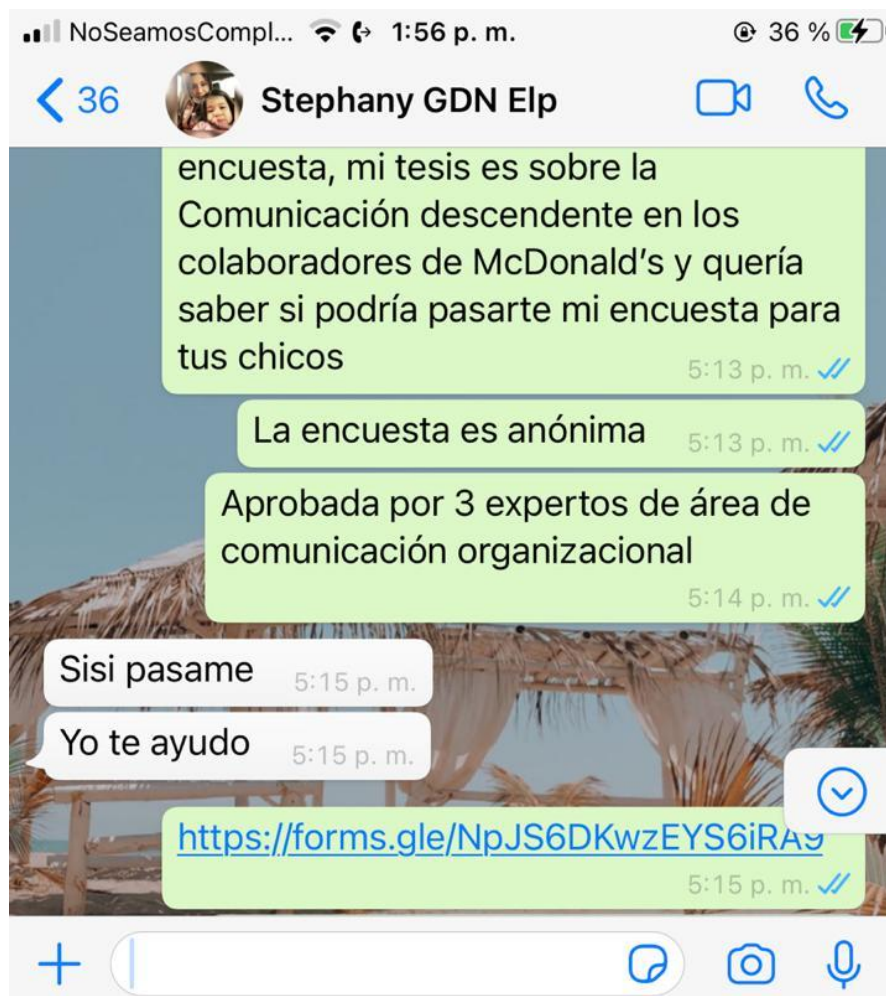 NoSeamosCompl... 1:56 p. m. 36 %
36 Stephany GDN Elp
encuesta, mi tesis es sobre la
Comunicación descendente en los
colaboradores de McDonald's y quería
saber si podría pasarte mi encuesta para
tus chicos
5:13 p. m.
La encuesta es anónima 5:13 p. m.
Aprobada por 3 expertos de área de
comunicación organizacional
5:14 p. m.
Sisi pasame 5:15 p. m.
Yo te ayudo 5:15 p. m.
https://forms.gle/NpJS6DKwzEYS6iRA9
5:15 p. m.